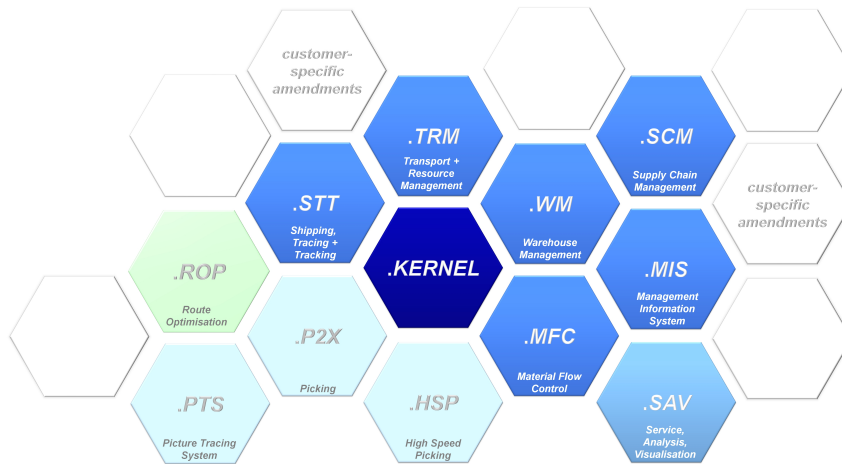 customer-
specific
amendments
.TRM
Transport +
Resource
Management
.SCM
Supply Chain
Management
.STT
Shipping,
Tracing +
Tracking
.WM
Warehouse
Management
customer-
specific
amendments
.ROP
Route
Optimisation
.KERNEL
.MIS
Management
Information
System
.P2X
Picking
.MFC
Material Flow
Control
.PTS
Picture Tracing
System
.HSP
High Speed
Picking
.SAV
Service,
Analysis,
Visualisation